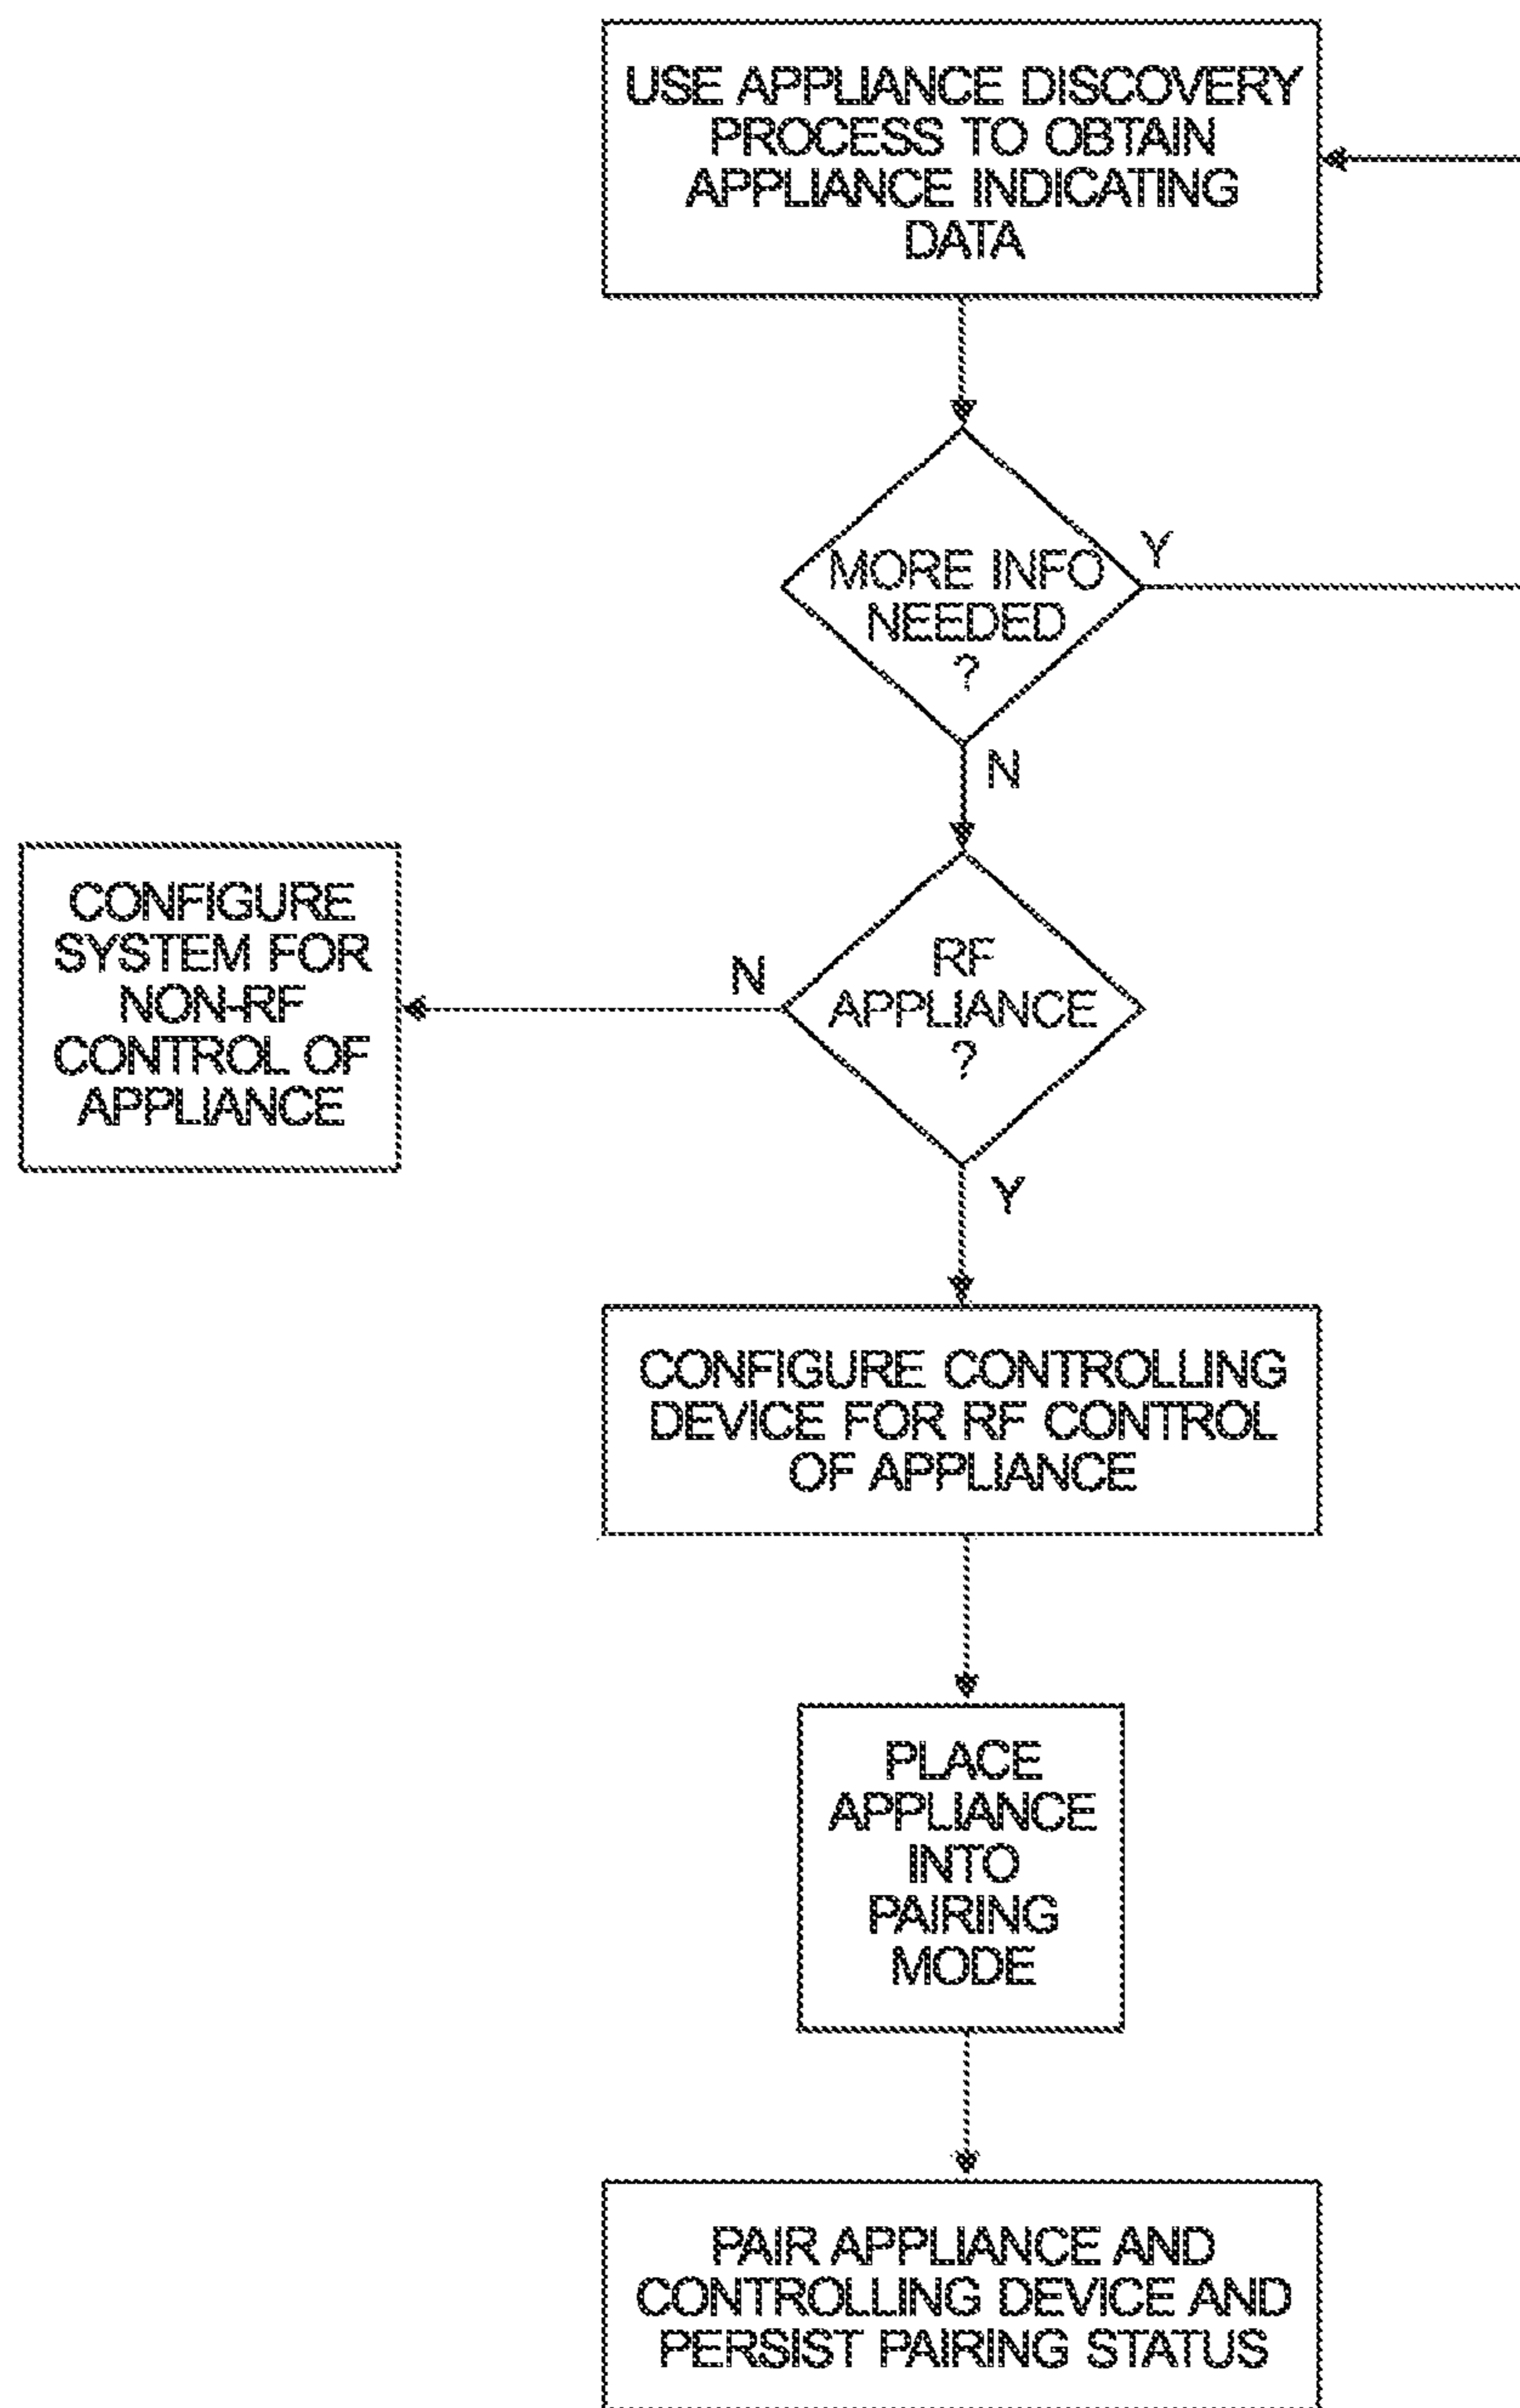 USE APPLIANCE DISCOVERY
PROCESS TO OBTAIN
APPLIANCE INDICATING
DATA
MORE INFO
NEEDED
?
Y
N
RF
APPLIANCE
?
N
Y
CONFIGURE
SYSTEM FOR
NON-RF
CONTROL OF
APPLIANCE
CONFIGURE CONTROLLING
DEVICE FOR RF CONTROL
OF APPLIANCE
PLACE
APPLIANCE
INTO
PAIRING
MODE
PAIR APPLIANCE AND
CONTROLLING DEVICE AND
PERSIST PAIRING STATUS